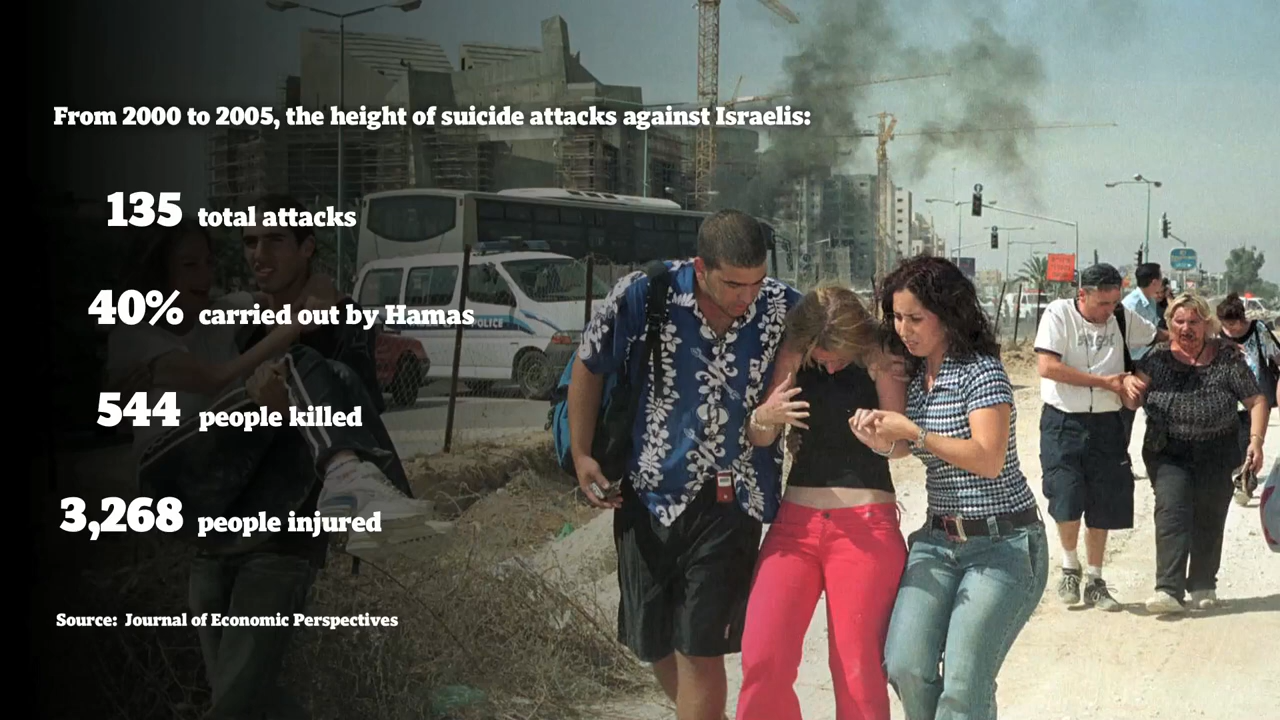 From 2000 to 2005, the height of suicide attacks against Israelis:
135 total attacks
40% carried out by Hamas
544 people killed
3,268 people injured
Source: Journal of Economic Perspectives
POLICE